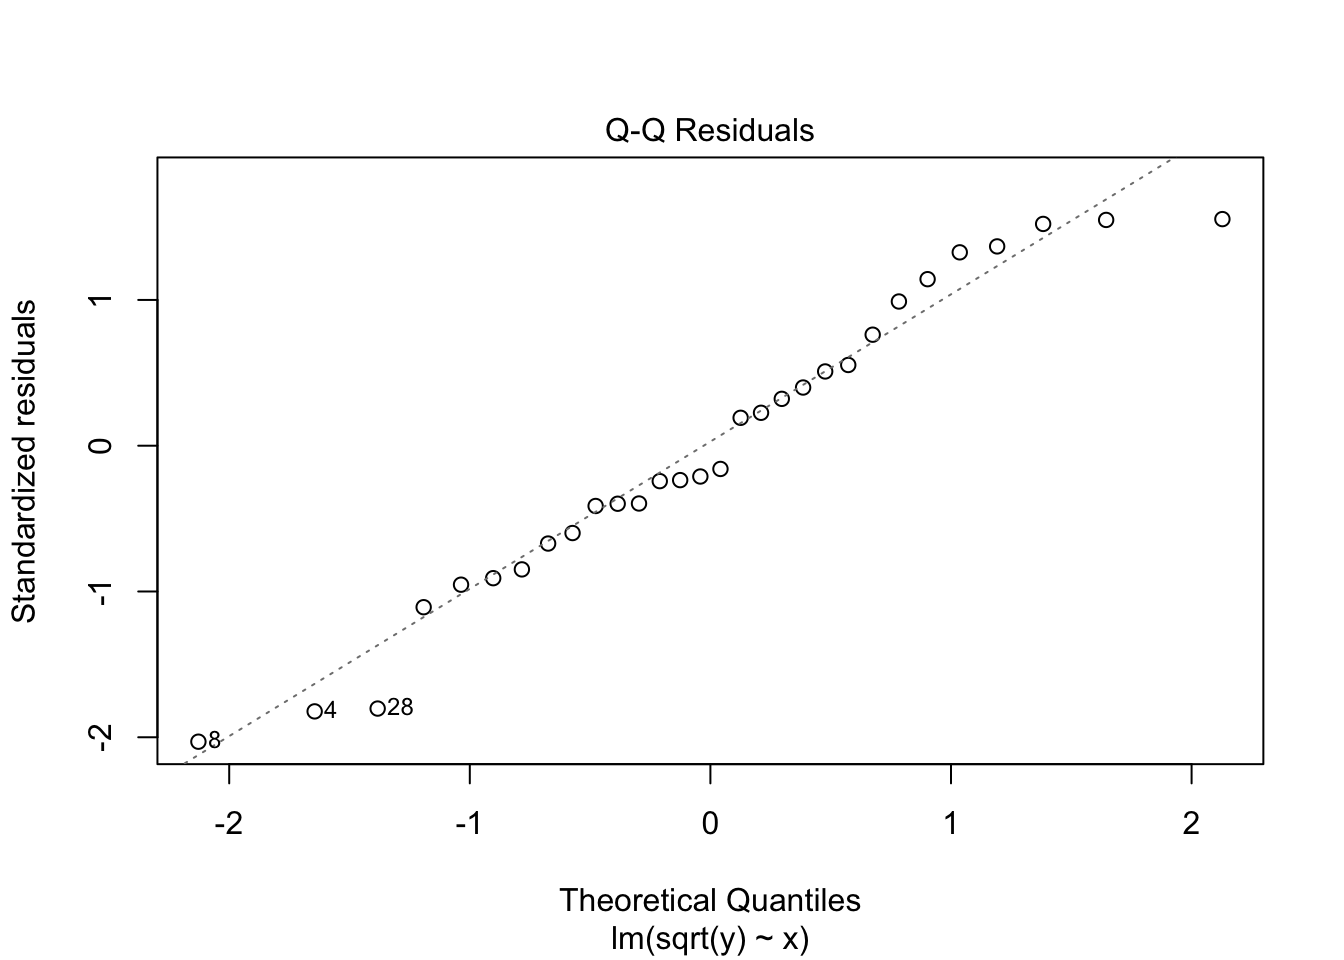 Q-Q Residuals
Standardized residuals
1
0
-1
-2
8
4
28
-2 -1 0 1 2
Theoretical Quantiles
lm(sqrt(y) ~ x)